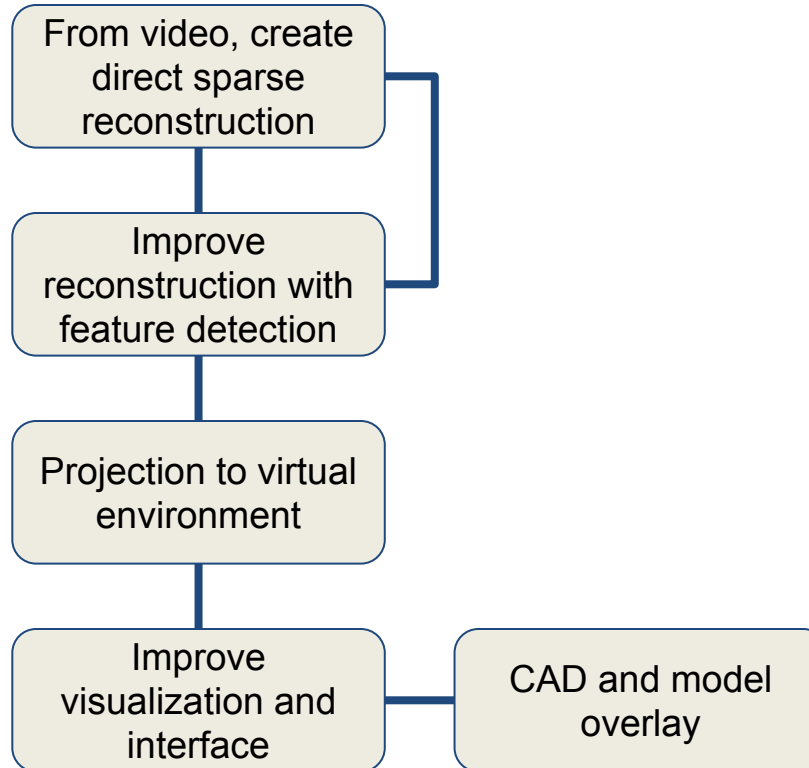 From video, create
direct sparse
reconstruction
Improve
reconstruction with
feature detection
Projection to virtual
environment
Improve
visualization and
interface
CAD and model
overlay